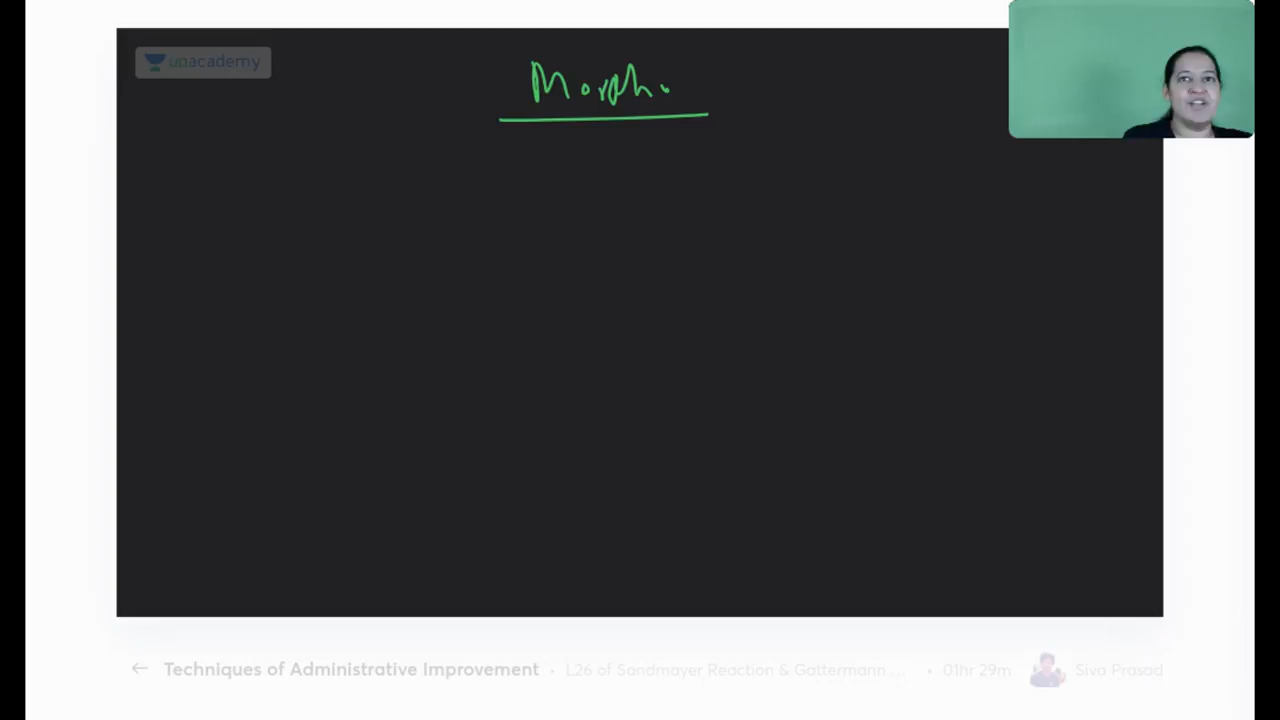 unacademy
Morph.
← Techniques of Administrative Improvement • L26 of Sandmayer Reaction & Gattermann ... • 01hr 29m Siva Prasad